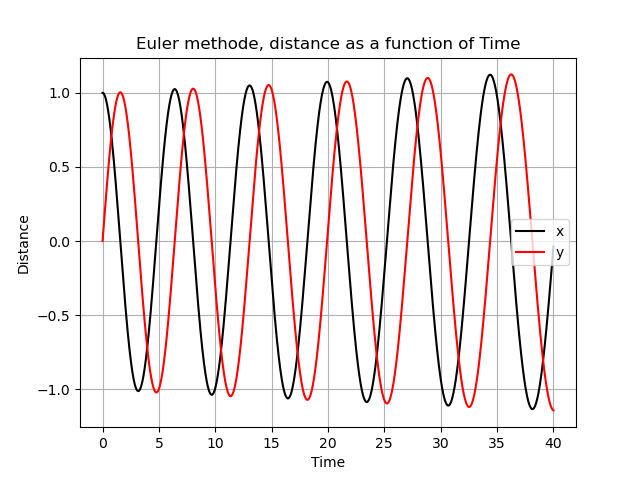 Euler methode, distance as a function of Time
Distance
1.0
0.5
0.0
−0.5
−1.0
x
y
0 5 10 15 20 25 30 35 40
Time